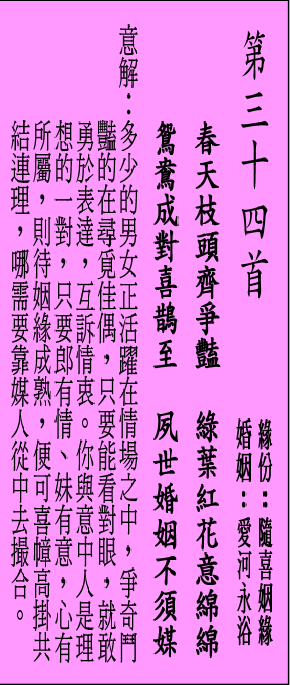 第三十四首
緣份：隨喜姻緣
婚姻：愛河永浴
春天枝頭齊爭豔　綠葉紅花意綿綿
鴛鴦成對喜鵲至　夙世婚姻不須媒
意解：多少的男女正活躍在情場之中，爭奇鬥
豔的在尋覓佳偶，只要能看對眼，就敢
勇於表達，互訴情衷。你與意中人是理
想的一對，只要郎有情、妹有意，心有
所屬，則待姻緣成熟，便可喜幛高掛共
結連理，哪需要靠媒人從中去撮合。